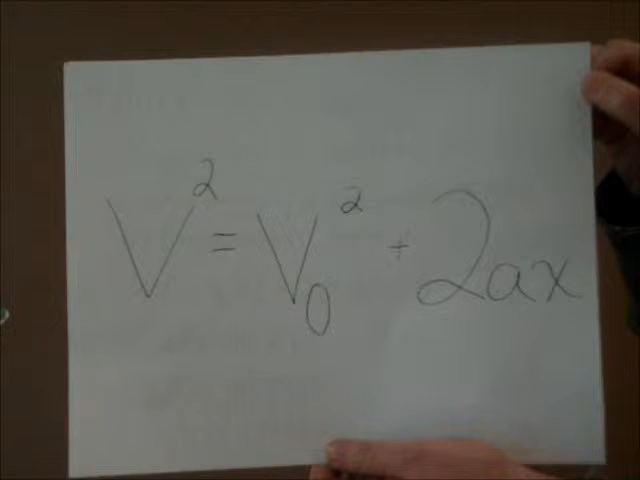 V² = V₀² + 2ax